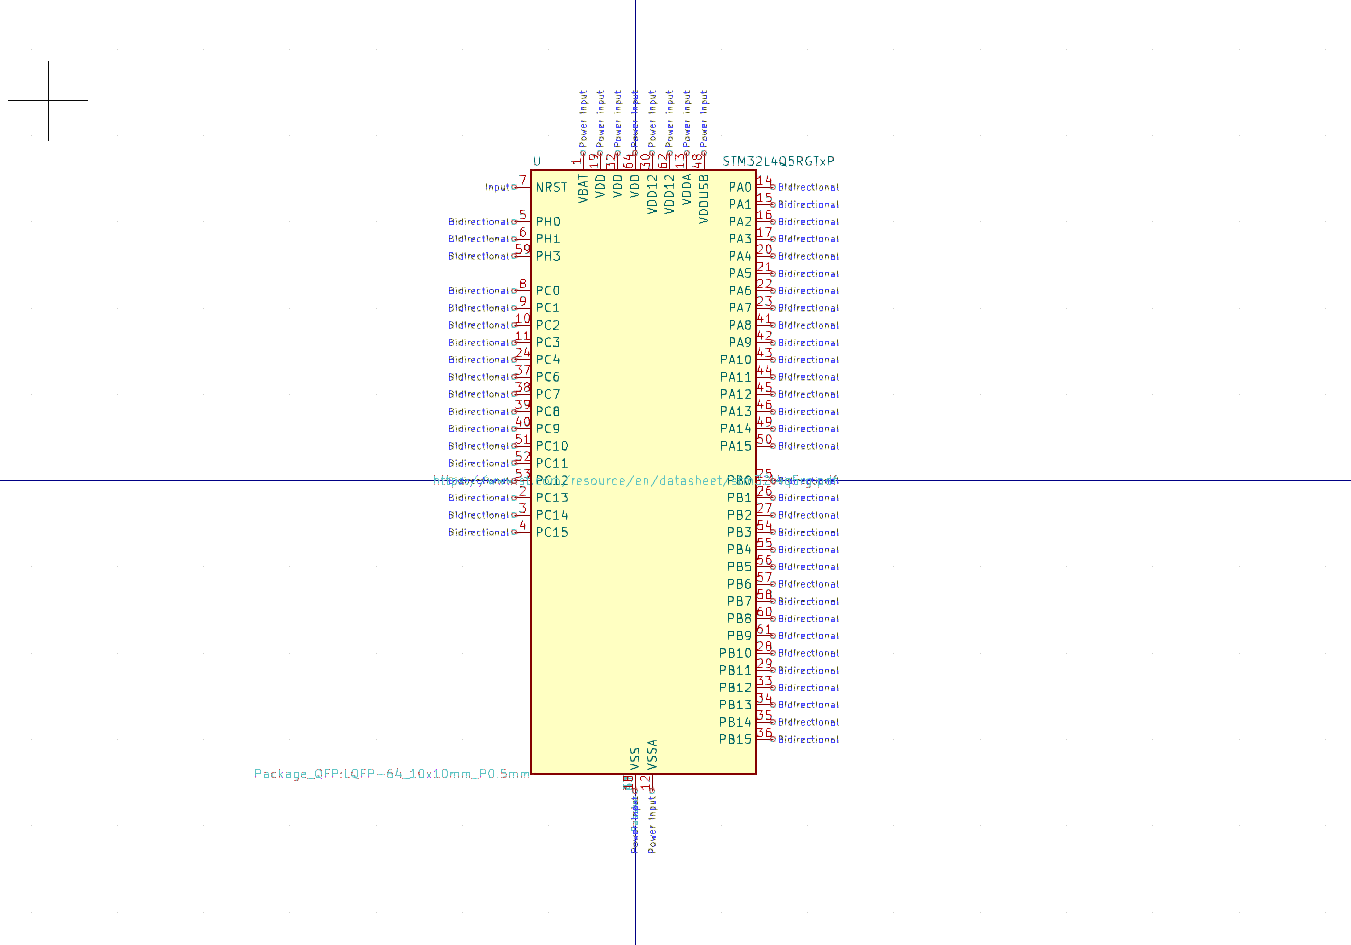 Power Input Power Input Power Input Power Input Power Input Power Input Power Input Power Input
1 19 32 64 30 62 13 48
U STM32L4Q5RGTxP
VBAT VDD VDD VDD VDD12 VDD12 VDDA VDDUSB
Input 7 NRST PA0 14 Bidirectional
PA1 15 Bidirectional
Bidirectional 5 PH0 PA2 16 Bidirectional
Bidirectional 6 PH1 PA3 17 Bidirectional
Bidirectional 59 PH3 PA4 20 Bidirectional
PA5 21 Bidirectional
Bidirectional 8 PC0 PA6 22 Bidirectional
Bidirectional 9 PC1 PA7 23 Bidirectional
Bidirectional 10 PC2 PA8 41 Bidirectional
Bidirectional 11 PC3 PA9 42 Bidirectional
Bidirectional 24 PC4 PA10 43 Bidirectional
Bidirectional 37 PC6 PA11 44 Bidirectional
Bidirectional 38 PC7 PA12 45 Bidirectional
Bidirectional 39 PC8 PA13 46 Bidirectional
Bidirectional 40 PC9 PA14 49 Bidirectional
Bidirectional 51 PC10 PA15 50 Bidirectional
Bidirectional 52 PC11
53 PC12 PB0 25
Bidirectional 2 PC13 PB1 26 Bidirectional
Bidirectional 3 PC14 PB2 27 Bidirectional
Bidirectional 4 PC15 PB3 54 Bidirectional
PB4 55 Bidirectional
PB5 56 Bidirectional
PB6 57 Bidirectional
PB7 58 Bidirectional
PB8 60 Bidirectional
PB9 61 Bidirectional
PB10 28 Bidirectional
PB11 29 Bidirectional
PB12 33 Bidirectional
PB13 34 Bidirectional
PB14 35 Bidirectional
PB15 36 Bidirectional
VSS VSSA
Package_QFP:LQFP-64_10x10mm_P0.5mm
12
Power Input Power Input